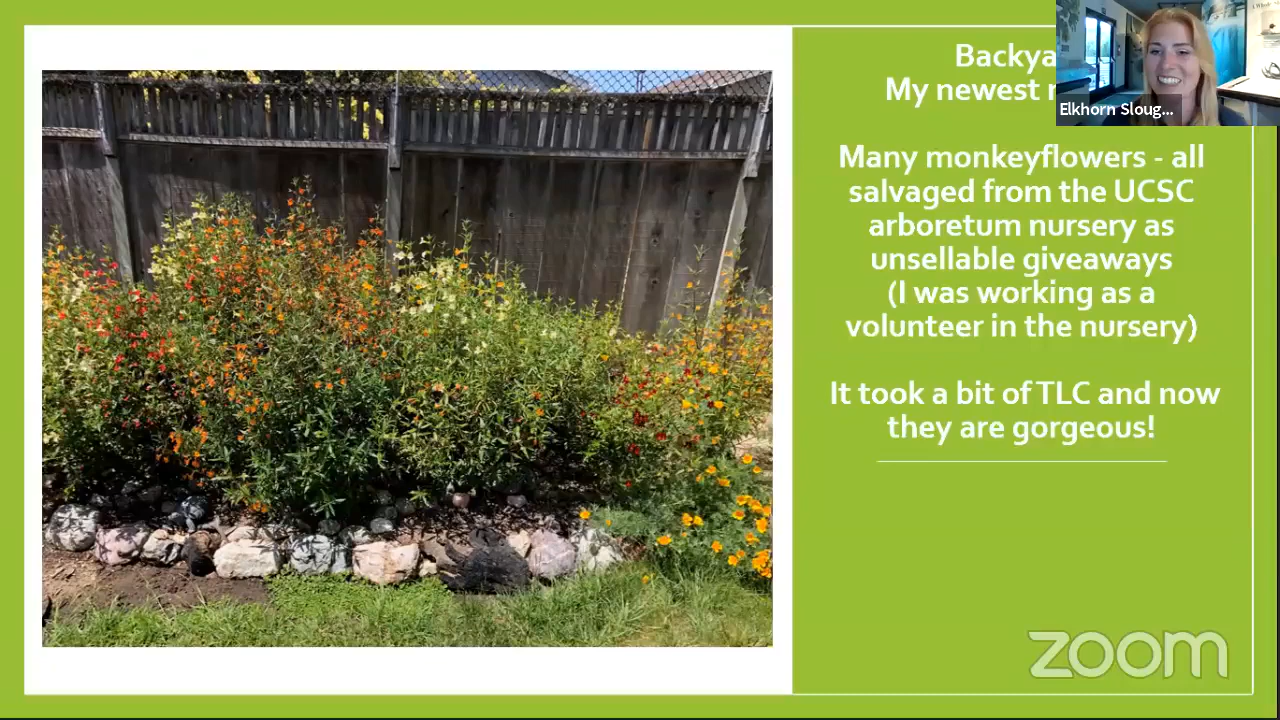 My newest
Elkhorn Sloug...
Many monkeyflowers - all
salvaged from the UCSC
arboretum nursery as
unsellable giveaways
(I was working as a
volunteer in the nursery)
It took a bit of TLC and now
they are gorgeous!
zoom